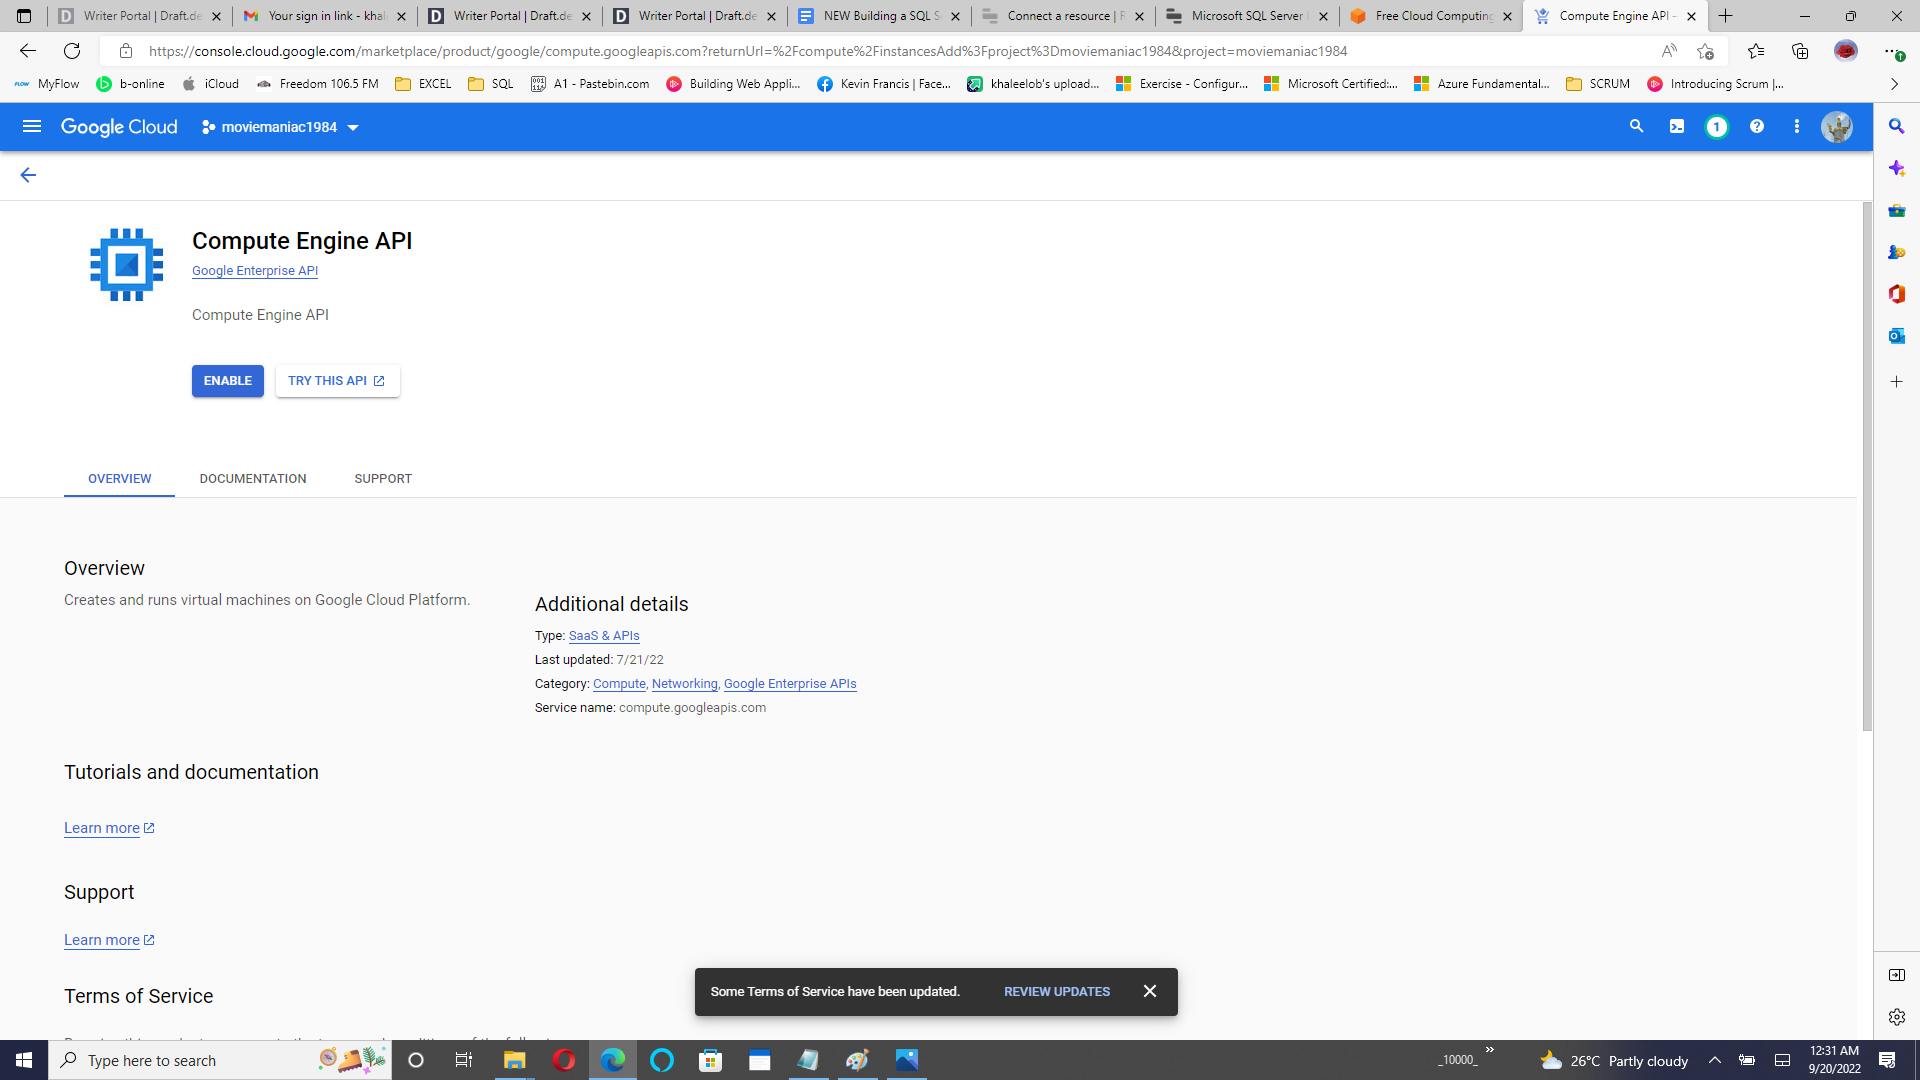 Writer Portal | Draft.de
Your sign in link - khal
Writer Portal | Draft.de
Writer Portal | Draft.de
NEW Building a SQL S
Connect a resource | R
Microsoft SQL Server
Free Cloud Computing
Compute Engine API -
https://console.cloud.google.com/marketplace/product/google/compute.googleapis.com?returnUrl=%2Fcompute%2FinstancesAdd%3Fproject%3Dmoviemaniac1984&project=moviemaniac1984
MyFlow
b-online
iCloud
Freedom 106.5 FM
EXCEL
SQL
A1 - Pastebin.com
Building Web Appli...
Kevin Francis | Face...
khaleelob's upload...
Exercise - Configur...
Microsoft Certified:...
Azure Fundamental...
SCRUM
Introducing Scrum |...
Google Cloud
moviemaniac1984
1
Compute Engine API
Google Enterprise API
Compute Engine API
ENABLE
TRY THIS API
OVERVIEW
DOCUMENTATION
SUPPORT
Overview
Creates and runs virtual machines on Google Cloud Platform.
Additional details
Type: SaaS & APIs
Last updated: 7/21/22
Category: Compute, Networking, Google Enterprise APIs
Service name: compute.googleapis.com
Tutorials and documentation
Learn more
Support
Learn more
Terms of Service
Some Terms of Service have been updated.
REVIEW UPDATES
Type here to search
_10000_
26°C Partly cloudy
12:31 AM
9/20/2022